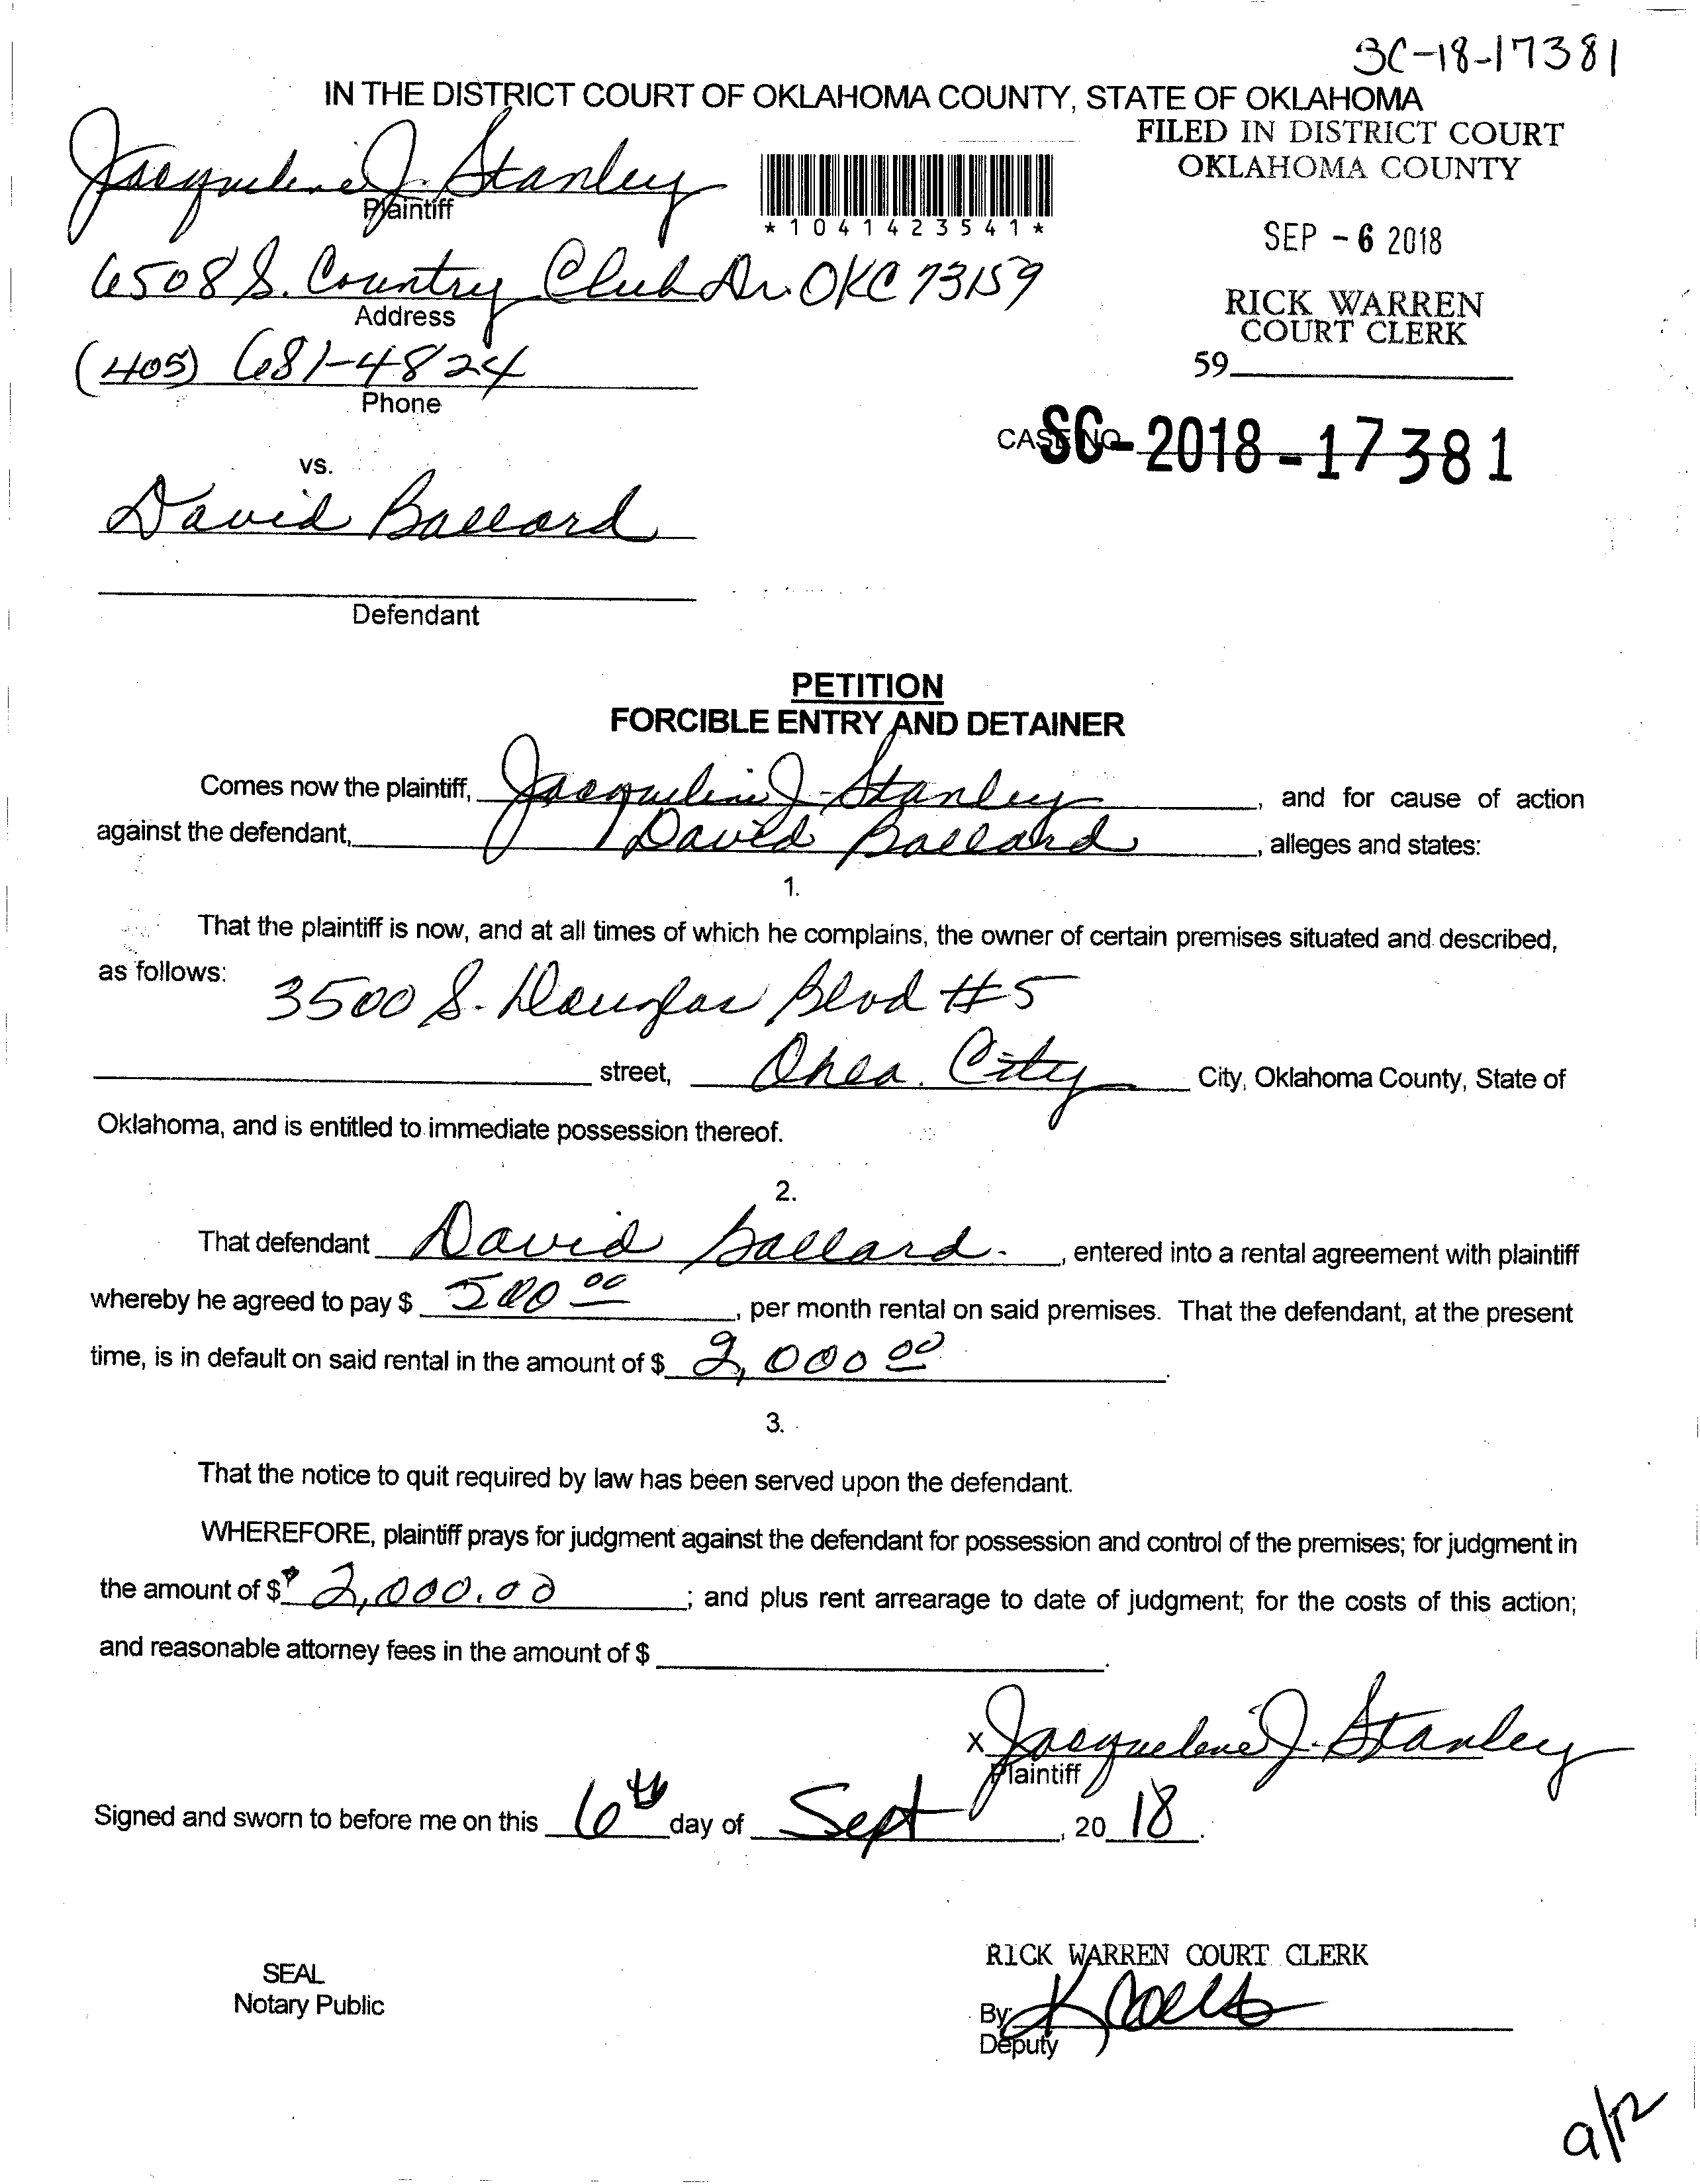 SC-18-17381
IN THE DISTRICT COURT OF OKLAHOMA COUNTY, STATE OF OKLAHOMA
FILED IN DISTRICT COURT
OKLAHOMA COUNTY
Jacqueline J. Stanley
Plaintiff
*1041423541*
SEP - 6 2018
6508 S. Country Club Dr. OKC 73159
Address
RICK WARREN
COURT CLERK
59
(405) 681-4824
Phone
CASE NO. SC-2018-17381
vs.
David Ballard
Defendant
PETITION
FORCIBLE ENTRY AND DETAINER
Comes now the plaintiff, Jacqueline J. Stanley, and for cause of action
against the defendant, David Ballard, alleges and states:
1.
That the plaintiff is now, and at all times of which he complains, the owner of certain premises situated and described,
as follows:
3500 S. Douglas Blvd #5
street, Okla. City City, Oklahoma County, State of
Oklahoma, and is entitled to immediate possession thereof.
2.
That defendant David Ballard., entered into a rental agreement with plaintiff
whereby he agreed to pay $ 500 00, per month rental on said premises. That the defendant, at the present
time, is in default on said rental in the amount of $ 2,000 00.
3.
That the notice to quit required by law has been served upon the defendant.
WHEREFORE, plaintiff prays for judgment against the defendant for possession and control of the premises; for judgment in
the amount of $ 2,000.00; and plus rent arrearage to date of judgment; for the costs of this action;
and reasonable attorney fees in the amount of $ .
x Jacqueline J. Stanley
Plaintiff
Signed and sworn to before me on this 6th day of Sept, 2018.
RICK WARREN COURT CLERK
SEAL
Notary Public
By: K
Deputy
9/12